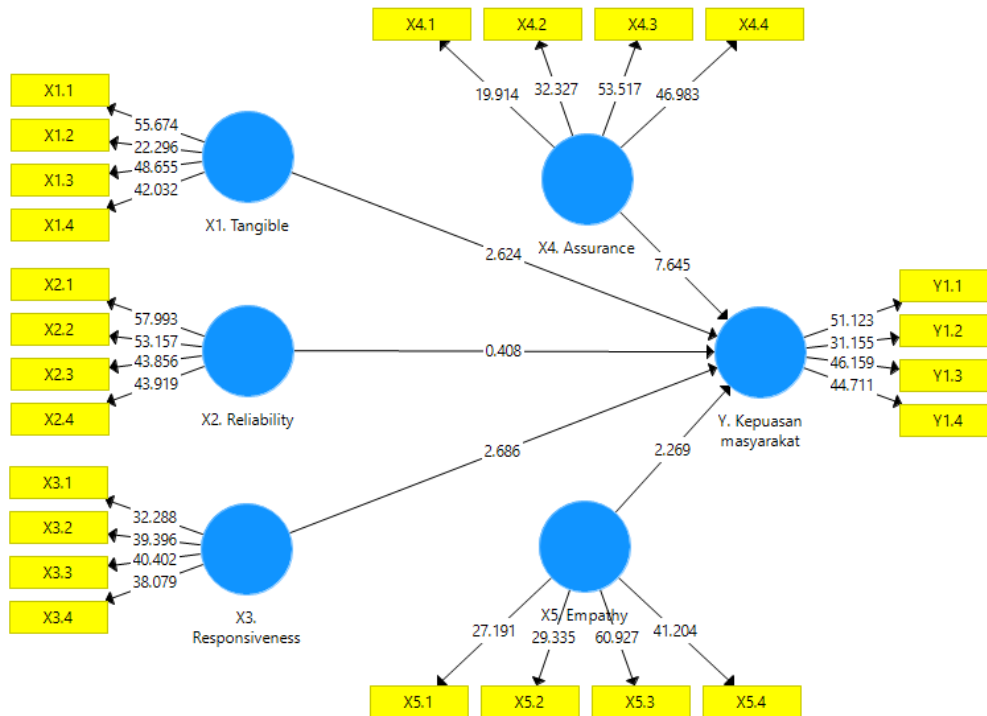 X4.1
X4.2
X4.3
X4.4
19.914
32.327
53.517
46.983
X4. Assurance
7.645
X1.1
X1.2
X1.3
X1.4
55.674
22.296
48.655
42.032
X1. Tangible
2.624
X2.1
X2.2
X2.3
X2.4
57.993
53.157
43.856
43.919
X2. Reliability
0.408
X3.1
X3.2
X3.3
X3.4
32.288
39.396
40.402
38.079
X3.
Responsiveness
2.686
Y1.1
Y1.2
Y1.3
Y1.4
51.123
31.155
46.159
44.711
Y. Kepuasan
masyarakat
2.269
X5. Empathy
27.191
29.335
60.927
41.204
X5.1
X5.2
X5.3
X5.4